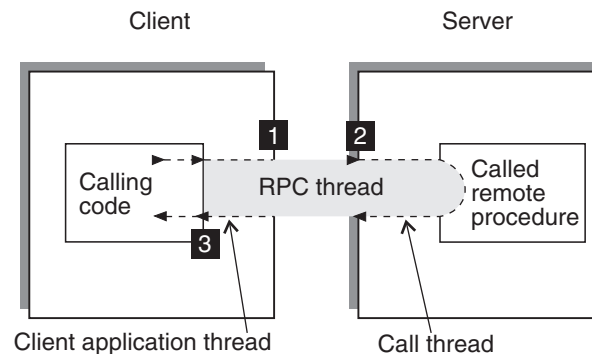 Client
Server
1
2
Calling
code
RPC thread
Called
remote
procedure
3
Client application thread
Call thread